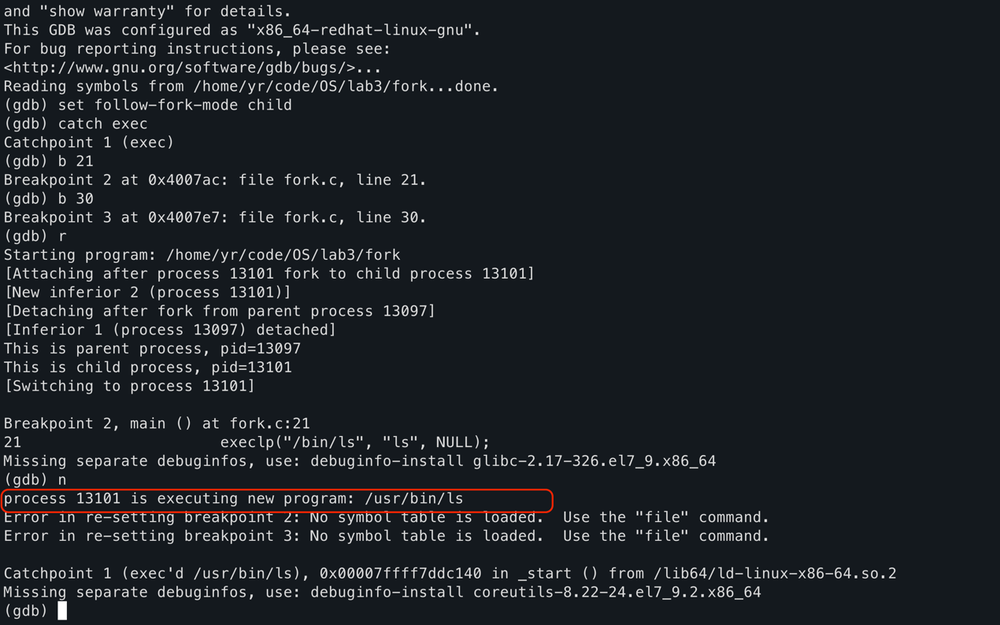 and "show warranty" for details.
This GDB was configured as "x86_64-redhat-linux-gnu".
For bug reporting instructions, please see:
<http://www.gnu.org/software/gdb/bugs/>...
Reading symbols from /home/yr/code/OS/lab3/fork...done.
(gdb) set follow-fork-mode child
(gdb) catch exec
Catchpoint 1 (exec)
(gdb) b 21
Breakpoint 2 at 0x4007ac: file fork.c, line 21.
(gdb) b 30
Breakpoint 3 at 0x4007e7: file fork.c, line 30.
(gdb) r
Starting program: /home/yr/code/OS/lab3/fork
[Attaching after process 13101 fork to child process 13101]
[New inferior 2 (process 13101)]
[Detaching after fork from parent process 13097]
[Inferior 1 (process 13097) detached]
This is parent process, pid=13097
This is child process, pid=13101
[Switching to process 13101]
Breakpoint 2, main () at fork.c:21
21                      execlp("/bin/ls", "ls", NULL);
Missing separate debuginfos, use: debuginfo-install glibc-2.17-326.el7_9.x86_64
(gdb) n
process 13101 is executing new program: /usr/bin/ls
Error in re-setting breakpoint 2: No symbol table is loaded.  Use the "file" command.
Error in re-setting breakpoint 3: No symbol table is loaded.  Use the "file" command.
Catchpoint 1 (exec'd /usr/bin/ls), 0x00007ffff7ddc140 in _start () from /lib64/ld-linux-x86-64.so.2
Missing separate debuginfos, use: debuginfo-install coreutils-8.22-24.el7_9.2.x86_64
(gdb)